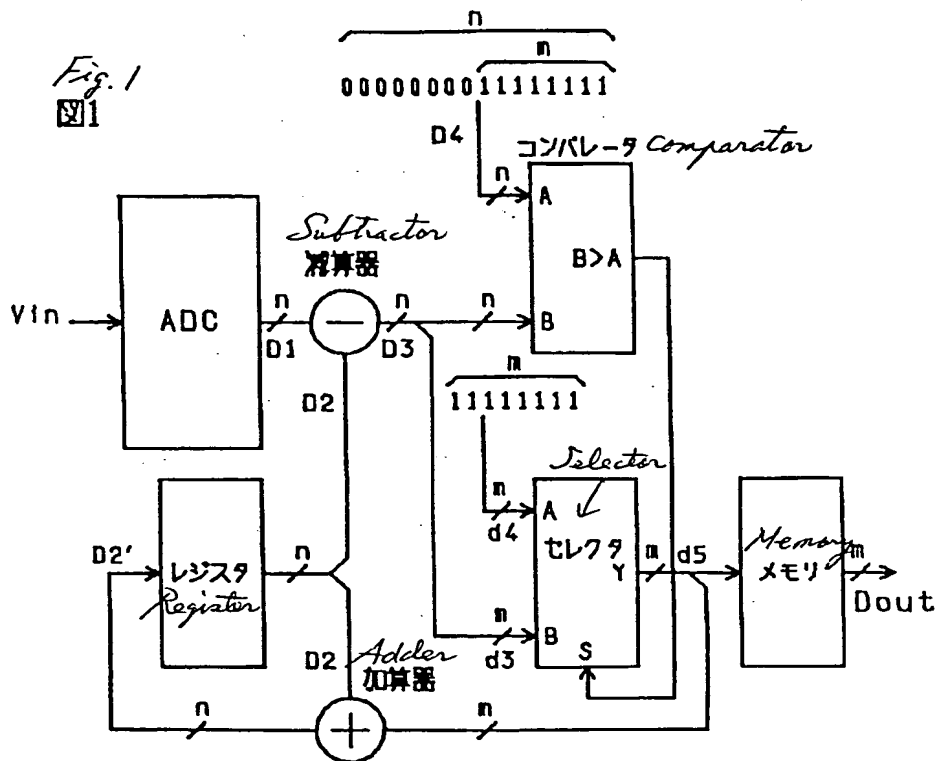 n
Fig. 1
図1
m
0000000011111111
D4
コンパレータ Comparator
n
A
Subtractor
減算器
B>A
Vin
ADC
n
D1
n
D3
n
B
m
11111111
D2
Selector
m
d4
A
セレクタ
Y
m
d5
Memory
メモリ
m
Dout
D2'
レジスタ
Register
n
m
d3
B
S
D2
Adder
加算器
n
m